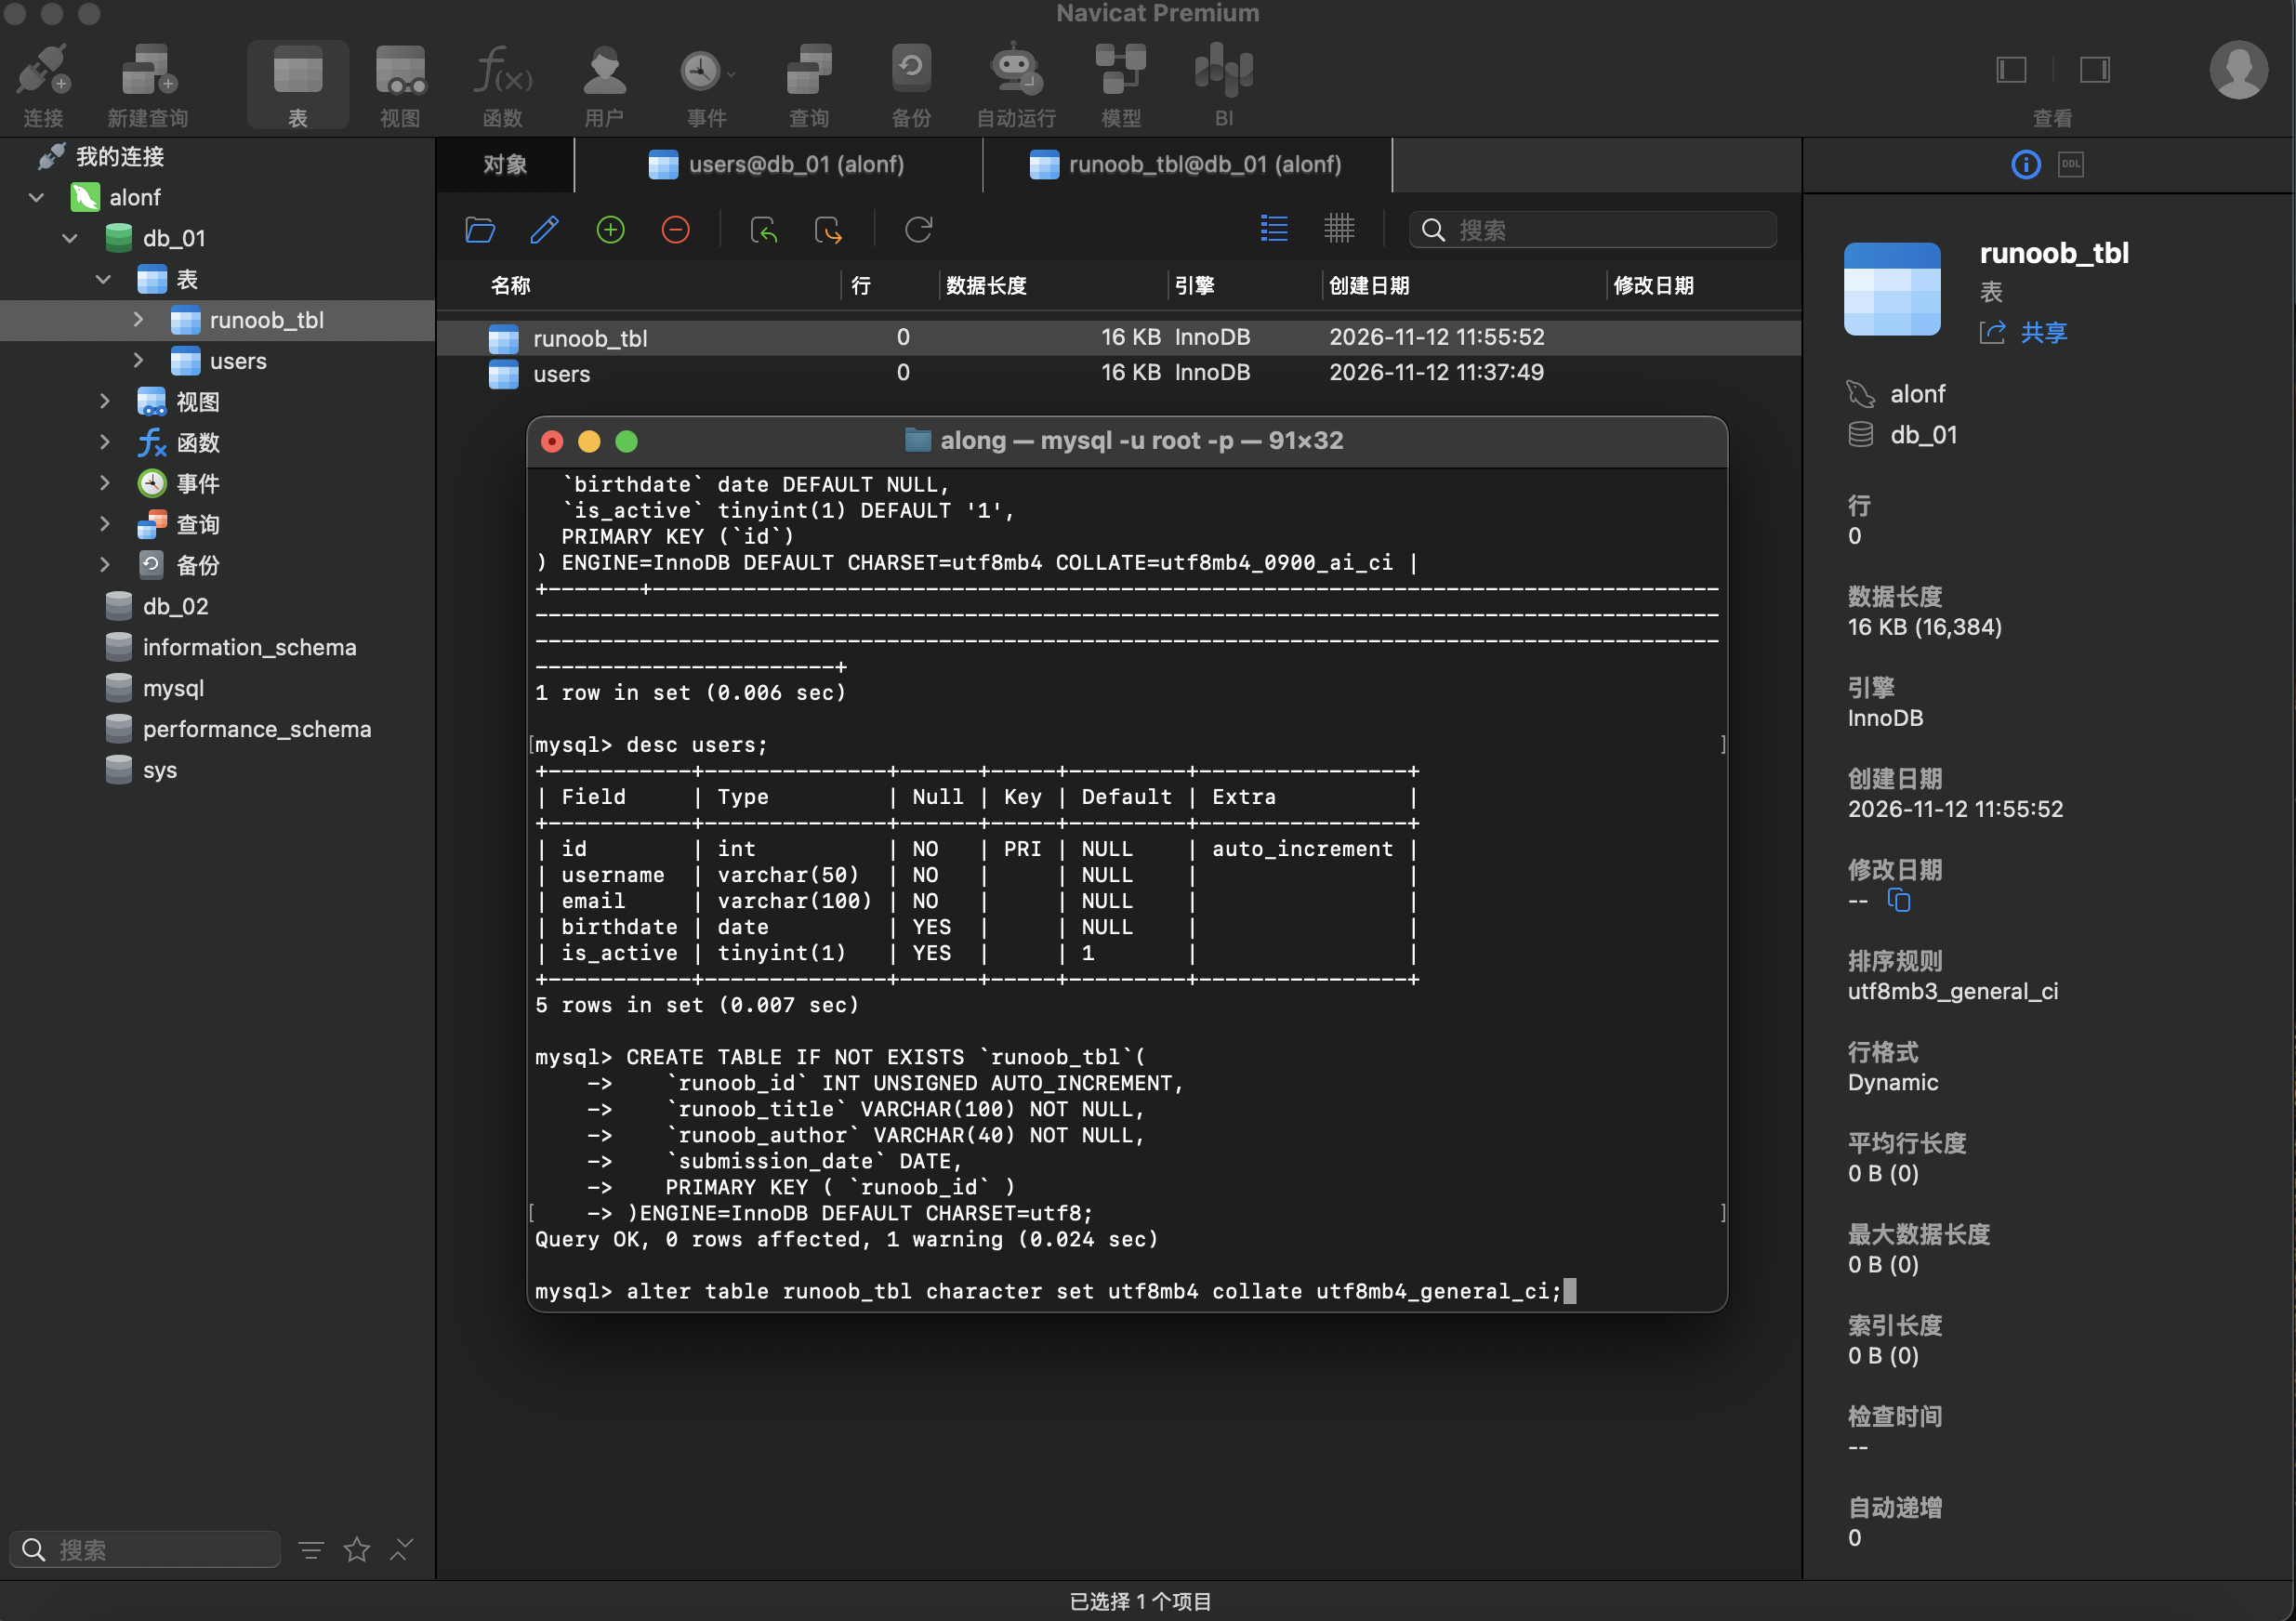 Navicat Premium
连接
新建查询
表
视图
函数
用户
事件
查询
备份
自动运行
模型
BI
查看
我的连接
alonf
db_01
表
runoob_tbl
users
视图
函数
事件
查询
备份
db_02
information_schema
mysql
performance_schema
sys
搜索
对象
users@db_01 (alonf)
runoob_tbl@db_01 (alonf)
搜索
名称 行 数据长度 引擎 创建日期 修改日期
runoob_tbl 0 16 KB InnoDB 2026-11-12 11:55:52
users 0 16 KB InnoDB 2026-11-12 11:37:49
along — mysql -u root -p — 91×32
`birthdate` date DEFAULT NULL,
`is_active` tinyint(1) DEFAULT '1',
PRIMARY KEY (`id`)
) ENGINE=InnoDB DEFAULT CHARSET=utf8mb4 COLLATE=utf8mb4_0900_ai_ci |
+-------+-----------------------------------------------------------------------------------
-------------------------------------------------------------------------------------------
-------------------------------------------------------------------------------------------
-----------------------+
1 row in set (0.006 sec)
[mysql> desc users; ]
+-----------+--------------+------+-----+---------+----------------+
| Field     | Type         | Null | Key | Default | Extra          |
+-----------+--------------+------+-----+---------+----------------+
| id        | int          | NO   | PRI | NULL    | auto_increment |
| username  | varchar(50)  | NO   |     | NULL    |                |
| email     | varchar(100) | NO   |     | NULL    |                |
| birthdate | date         | YES  |     | NULL    |                |
| is_active | tinyint(1)   | YES  |     | 1       |                |
+-----------+--------------+------+-----+---------+----------------+
5 rows in set (0.007 sec)
mysql> CREATE TABLE IF NOT EXISTS `runoob_tbl`(
->    `runoob_id` INT UNSIGNED AUTO_INCREMENT,
->    `runoob_title` VARCHAR(100) NOT NULL,
->    `runoob_author` VARCHAR(40) NOT NULL,
->    `submission_date` DATE,
->    PRIMARY KEY ( `runoob_id` )
[    -> )ENGINE=InnoDB DEFAULT CHARSET=utf8; ]
Query OK, 0 rows affected, 1 warning (0.024 sec)
mysql> alter table runoob_tbl character set utf8mb4 collate utf8mb4_general_ci;
DDL
runoob_tbl
表
共享
alonf
db_01
行
0
数据长度
16 KB (16,384)
引擎
InnoDB
创建日期
2026-11-12 11:55:52
修改日期
--
排序规则
utf8mb3_general_ci
行格式
Dynamic
平均行长度
0 B (0)
最大数据长度
0 B (0)
索引长度
0 B (0)
检查时间
--
自动递增
0
已选择 1 个项目